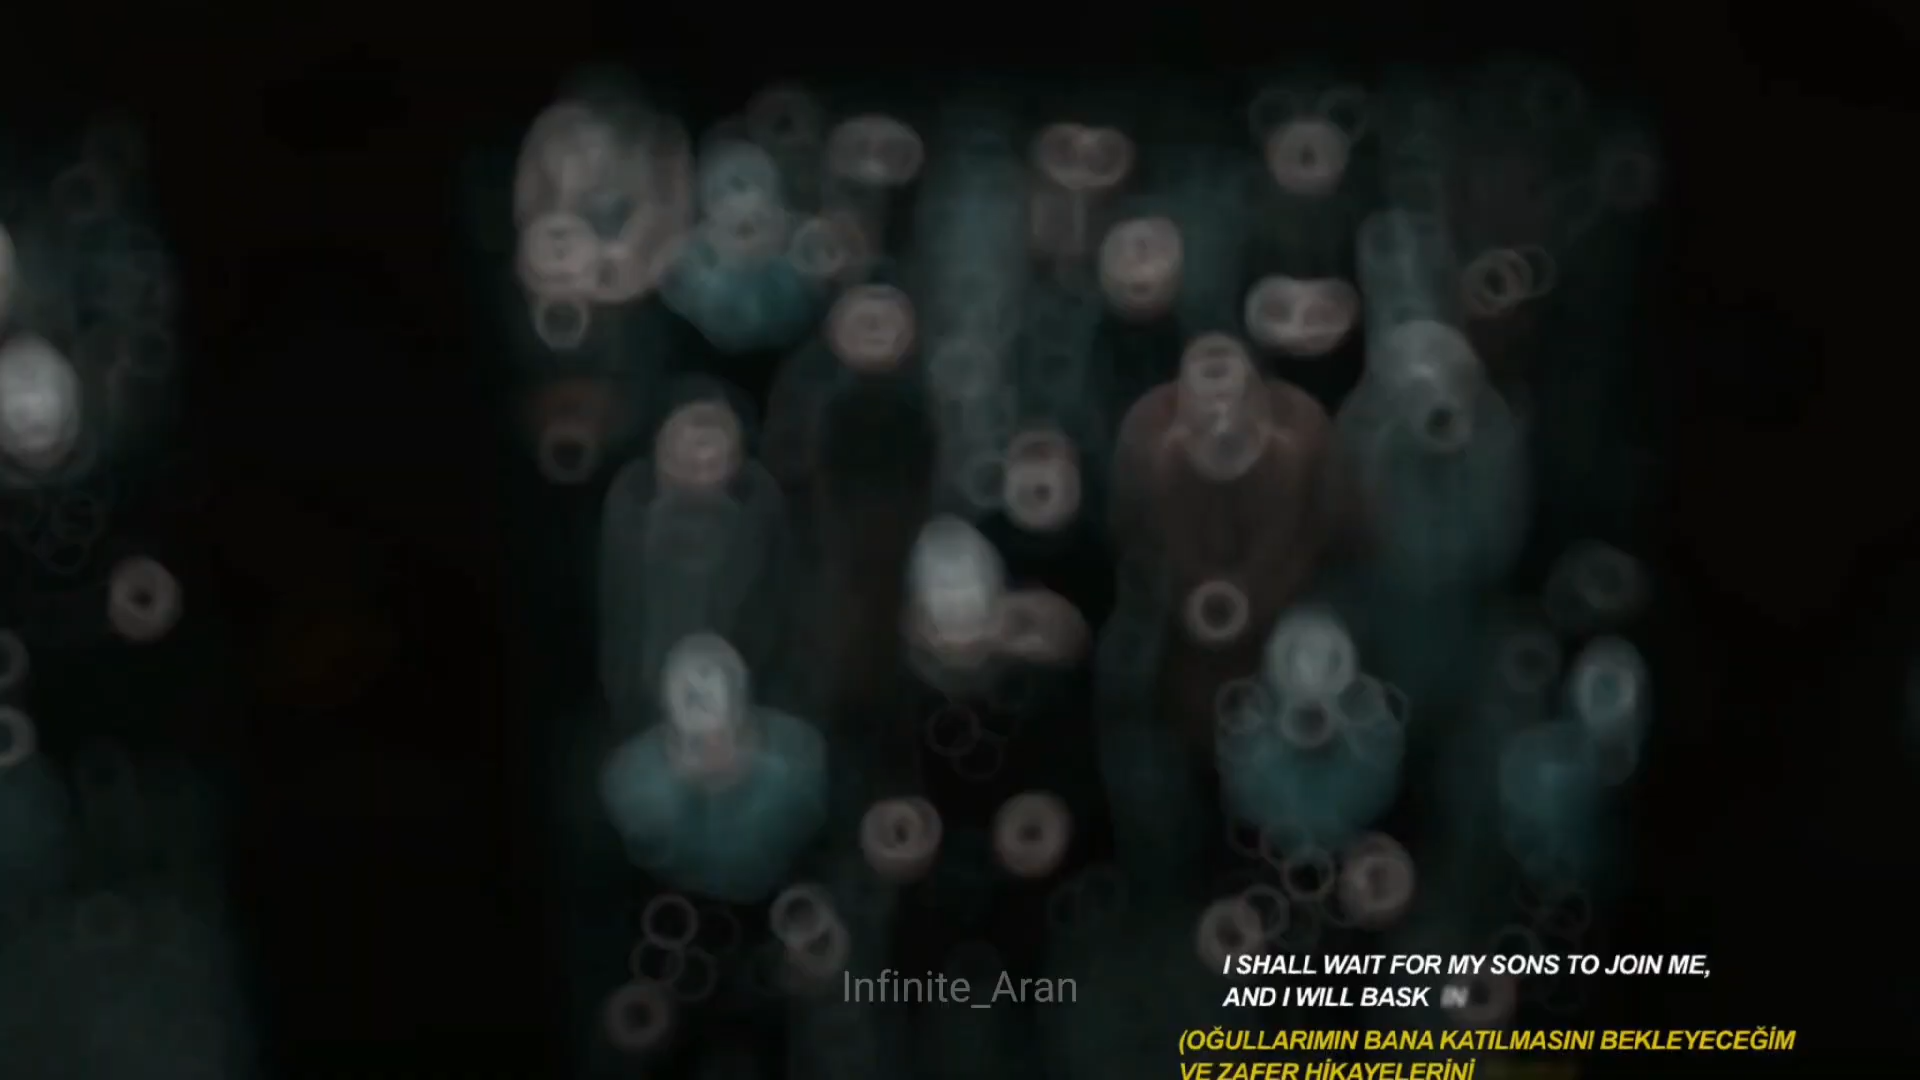 Infinite_Aran
I SHALL WAIT FOR MY SONS TO JOIN ME,
AND I WILL BASK IN
(OĞULLARIMIN BANA KATILMASINI BEKLEYECEĞİM
VE ZAFER HİKAYELERİNİ